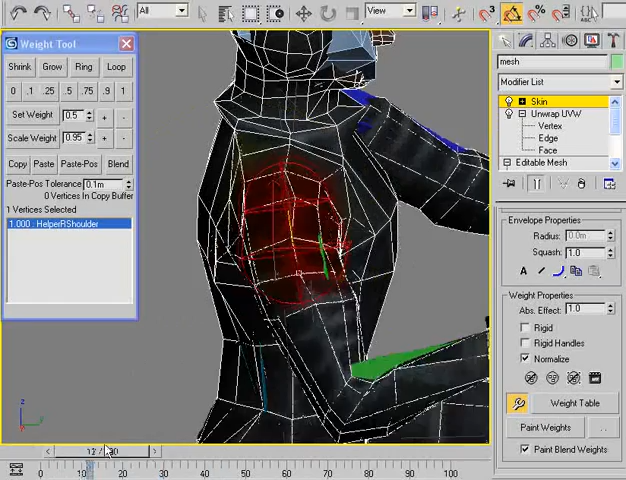 All
View
Weight Tool
Shrink Grow Ring Loop
0 .1 .25 .5 .75 .9 1
Set Weight 0.5 + -
Scale Weight 0.95 + -
Copy Paste Paste-Pos Blend
Paste-Pos Tolerance 0.1m
0 Vertices In Copy Buffer
1 Vertices Selected
1.000 : HelperRShoulder
mesh
Modifier List
Skin
Unwrap UVW
Vertex
Edge
Face
Editable Mesh
Envelope Properties
Radius: 0.0m
Squash: 1.0
Weight Properties
Abs. Effect: 1.0
Rigid
Rigid Handles
Normalize
Weight Table
Paint Weights ..
Paint Blend Weights
z
0 10 20 30 40 50 60 70 80 90 100